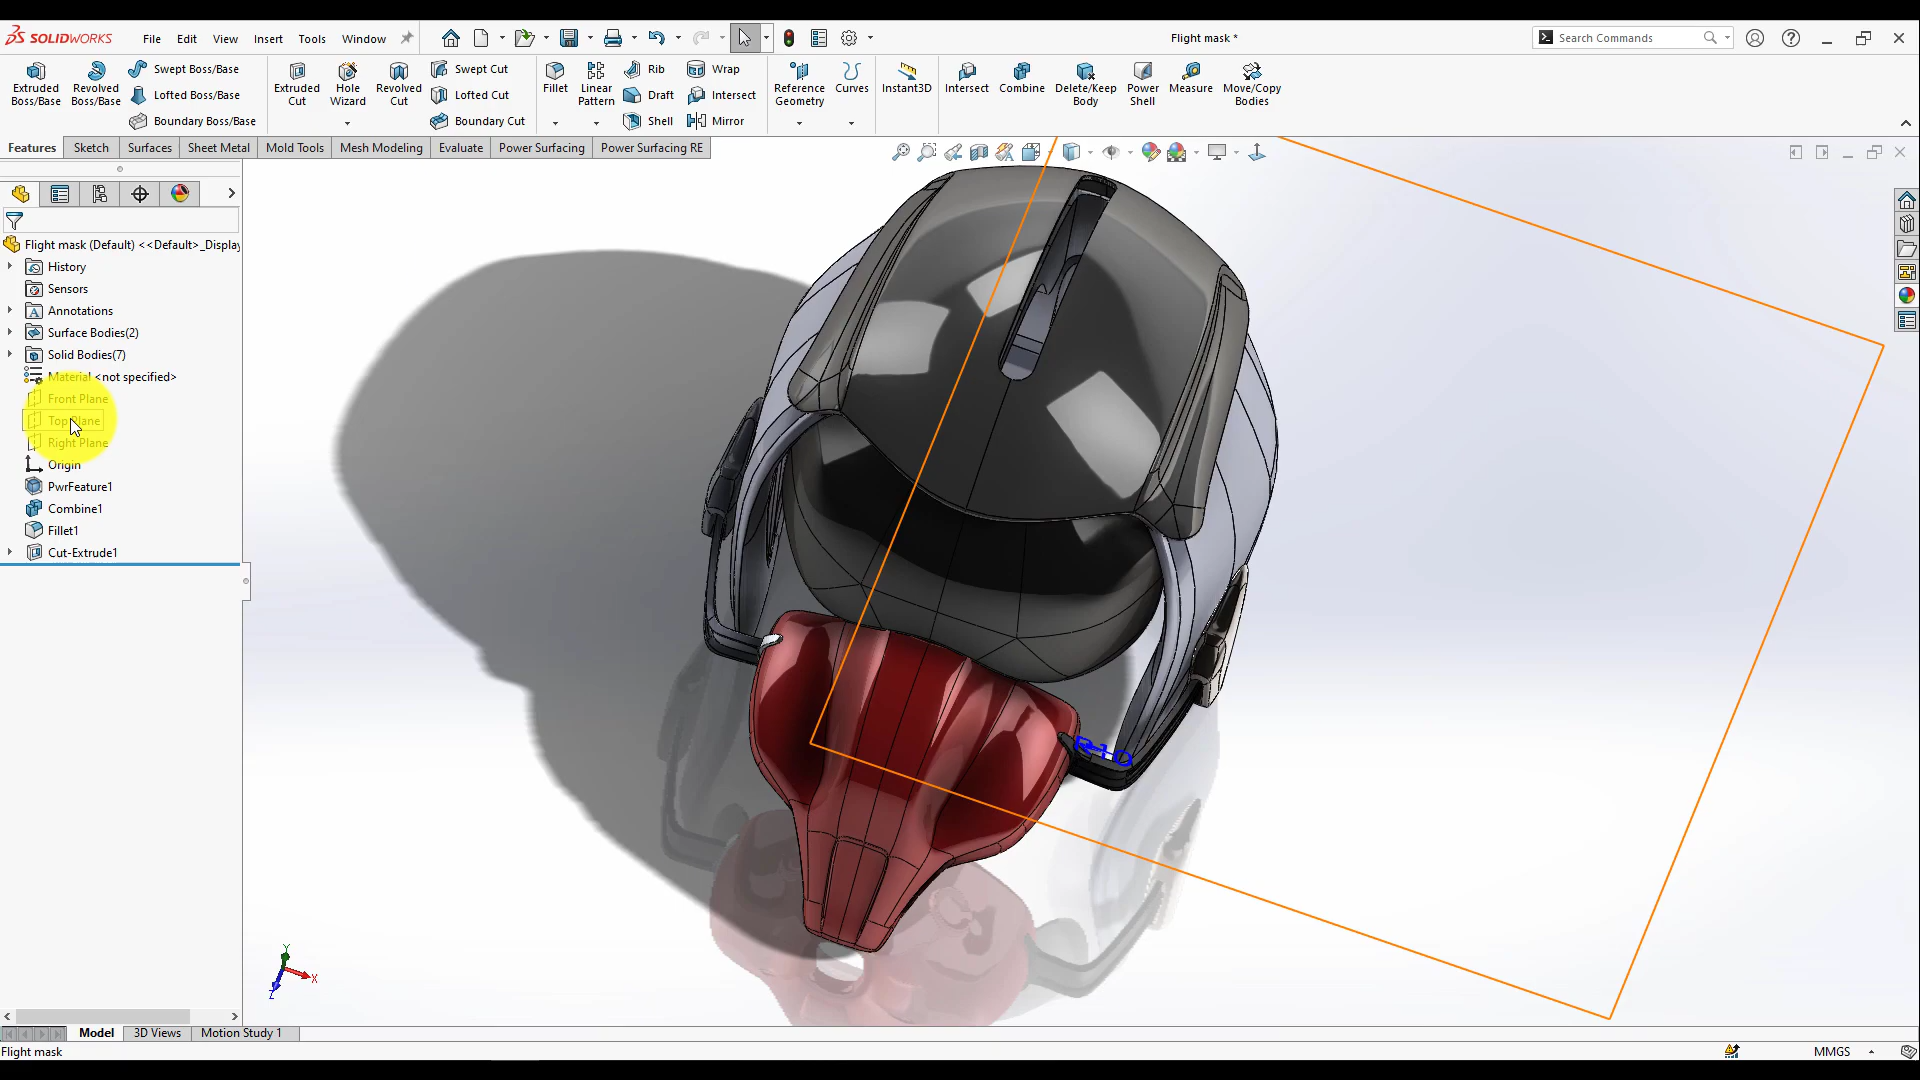 SOLIDWORKS File Edit View Insert Tools Window Flight mask * Search Commands
Extruded Boss/Base
Revolved Boss/Base
Swept Boss/Base
Lofted Boss/Base
Boundary Boss/Base
Extruded Cut
Hole Wizard
Revolved Cut
Swept Cut
Lofted Cut
Boundary Cut
Fillet
Linear Pattern
Rib
Draft
Shell
Wrap
Intersect
Mirror
Reference Geometry
Curves
Instant3D
Intersect
Combine
Delete/Keep Body
Power Shell
Measure
Move/Copy Bodies
Features Sketch Surfaces Sheet Metal Mold Tools Mesh Modeling Evaluate Power Surfacing Power Surfacing RE
Flight mask (Default) <<Default>_Display
History
Sensors
Annotations
Surface Bodies(2)
Solid Bodies(7)
Material <not specified>
Front Plane
Top Plane
Right Plane
Origin
PwrFeature1
Combine1
Fillet1
Cut-Extrude1
R10
Y
X
Z
Model 3D Views Motion Study 1
Flight mask MMGS